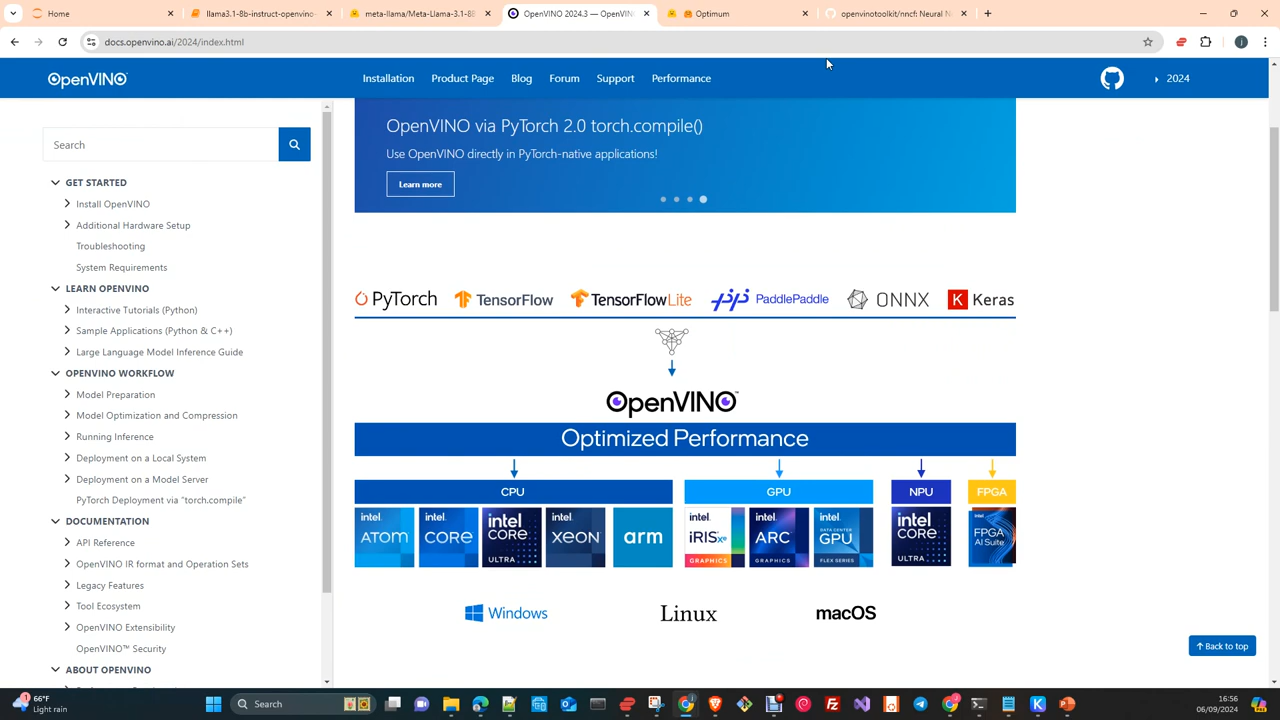 Home
llama3.1-8b-instruct-openvino-
meta-llama/Meta-Llama-3.1-8B
OpenVINO 2024.3 — OpenVIN
Optimum
openvinotoolkit/nncf: Neural N
docs.openvino.ai/2024/index.html
OpenVINO
Installation
Product Page
Blog
Forum
Support
Performance
2024
Search
GET STARTED
Install OpenVINO
Additional Hardware Setup
Troubleshooting
System Requirements
LEARN OPENVINO
Interactive Tutorials (Python)
Sample Applications (Python & C++)
Large Language Model Inference Guide
OPENVINO WORKFLOW
Model Preparation
Model Optimization and Compression
Running Inference
Deployment on a Local System
Deployment on a Model Server
PyTorch Deployment via “torch.compile”
DOCUMENTATION
API Reference
OpenVINO IR format and Operation Sets
Legacy Features
Tool Ecosystem
OpenVINO Extensibility
OpenVINO™ Security
ABOUT OPENVINO
OpenVINO via PyTorch 2.0 torch.compile()
Use OpenVINO directly in PyTorch-native applications!
Learn more
PyTorch
TensorFlow
TensorFlowLite
PaddlePaddle
ONNX
K Keras
OpenVINO™
Optimized Performance
CPU
GPU
NPU
FPGA
intel ATOM
intel CORE
intel CORE ULTRA
intel XEON
arm
intel IRIS Xe GRAPHICS
intel ARC GRAPHICS
intel DATA CENTER GPU FLEX SERIES
intel CORE ULTRA
intel FPGA AI Suite
Windows
Linux
macOS
Back to top
1
66°F
Light rain
Search
16:56
06/09/2024